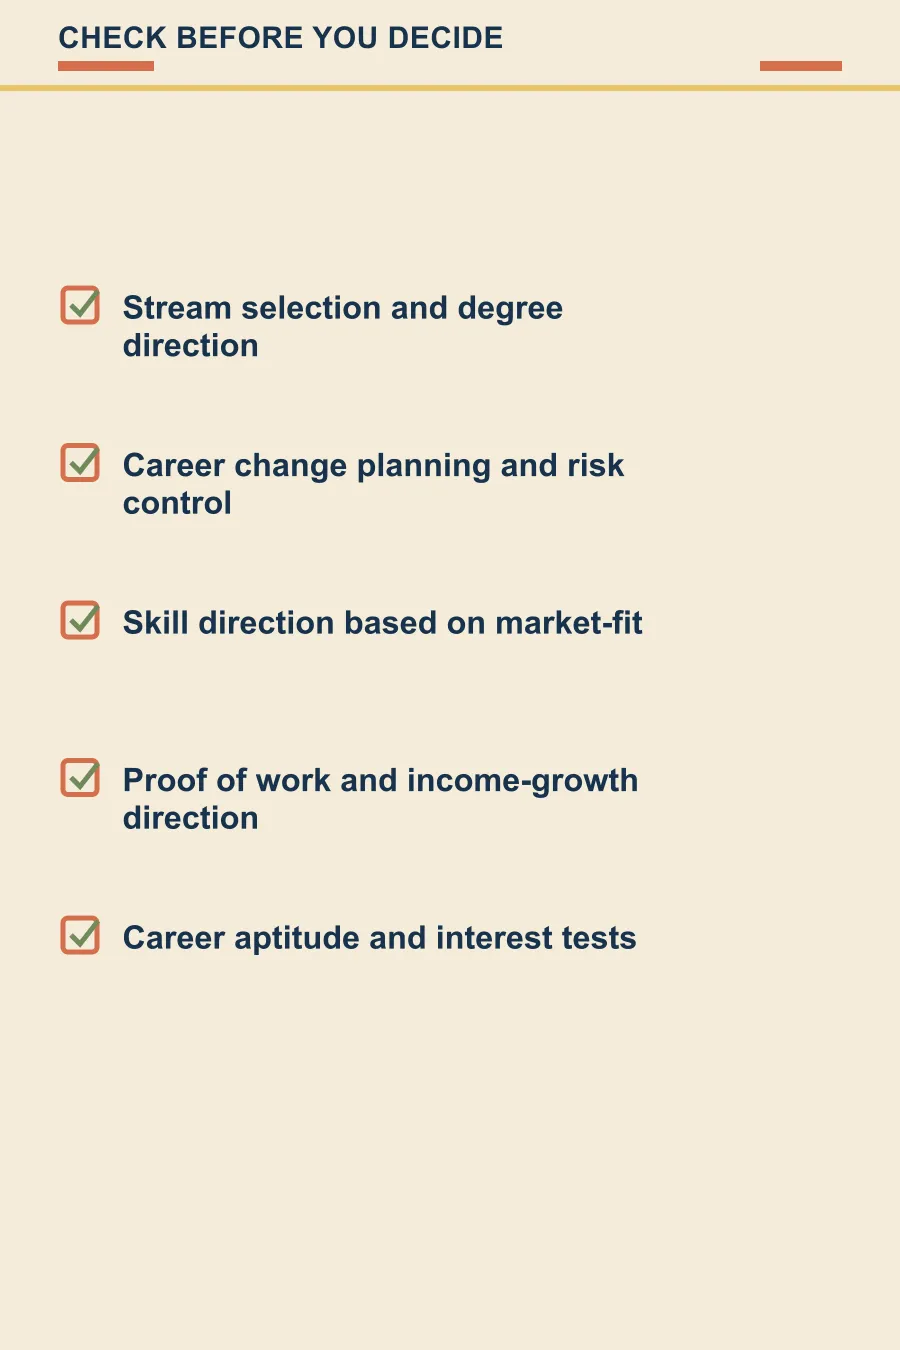 CHECK BEFORE YOU DECIDE
Stream selection and degree
direction
Career change planning and risk
control
Skill direction based on market-fit
Proof of work and income-growth
direction
Career aptitude and interest tests